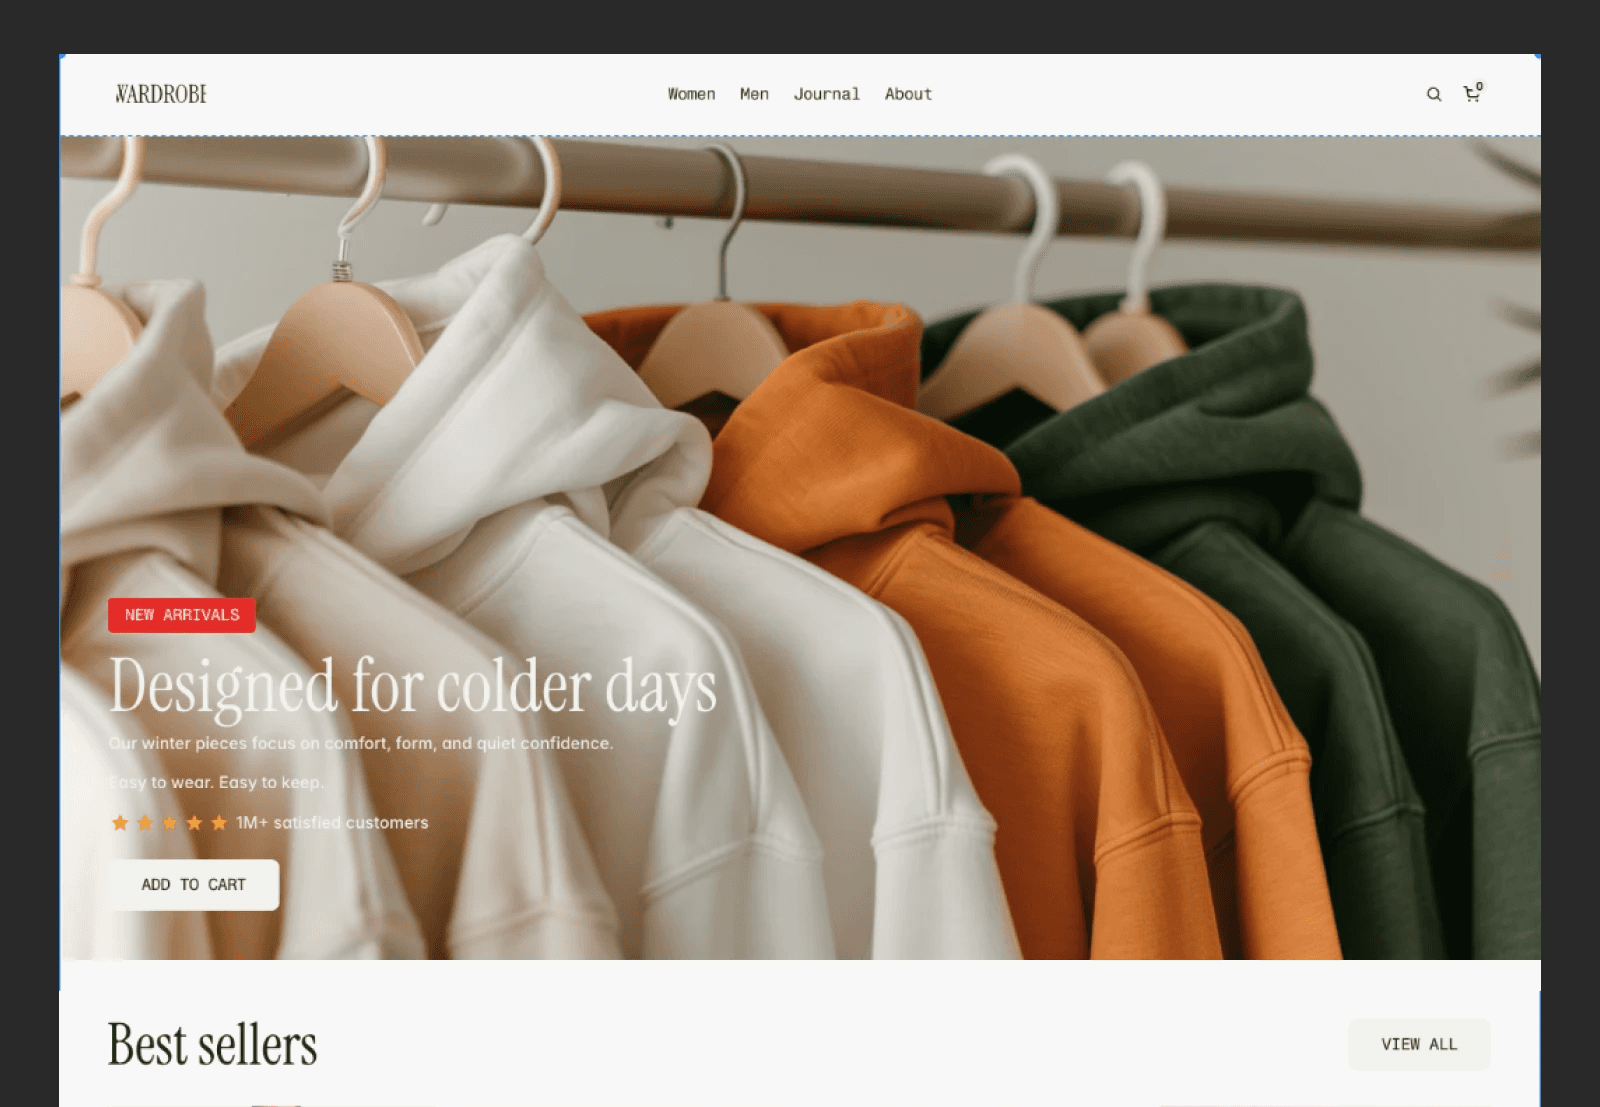 WARDROBE
Women Men Journal About
0
NEW ARRIVALS
Designed for colder days
Our winter pieces focus on comfort, form, and quiet confidence.
Easy to wear. Easy to keep.
1M+ satisfied customers
ADD TO CART
Best sellers
VIEW ALL